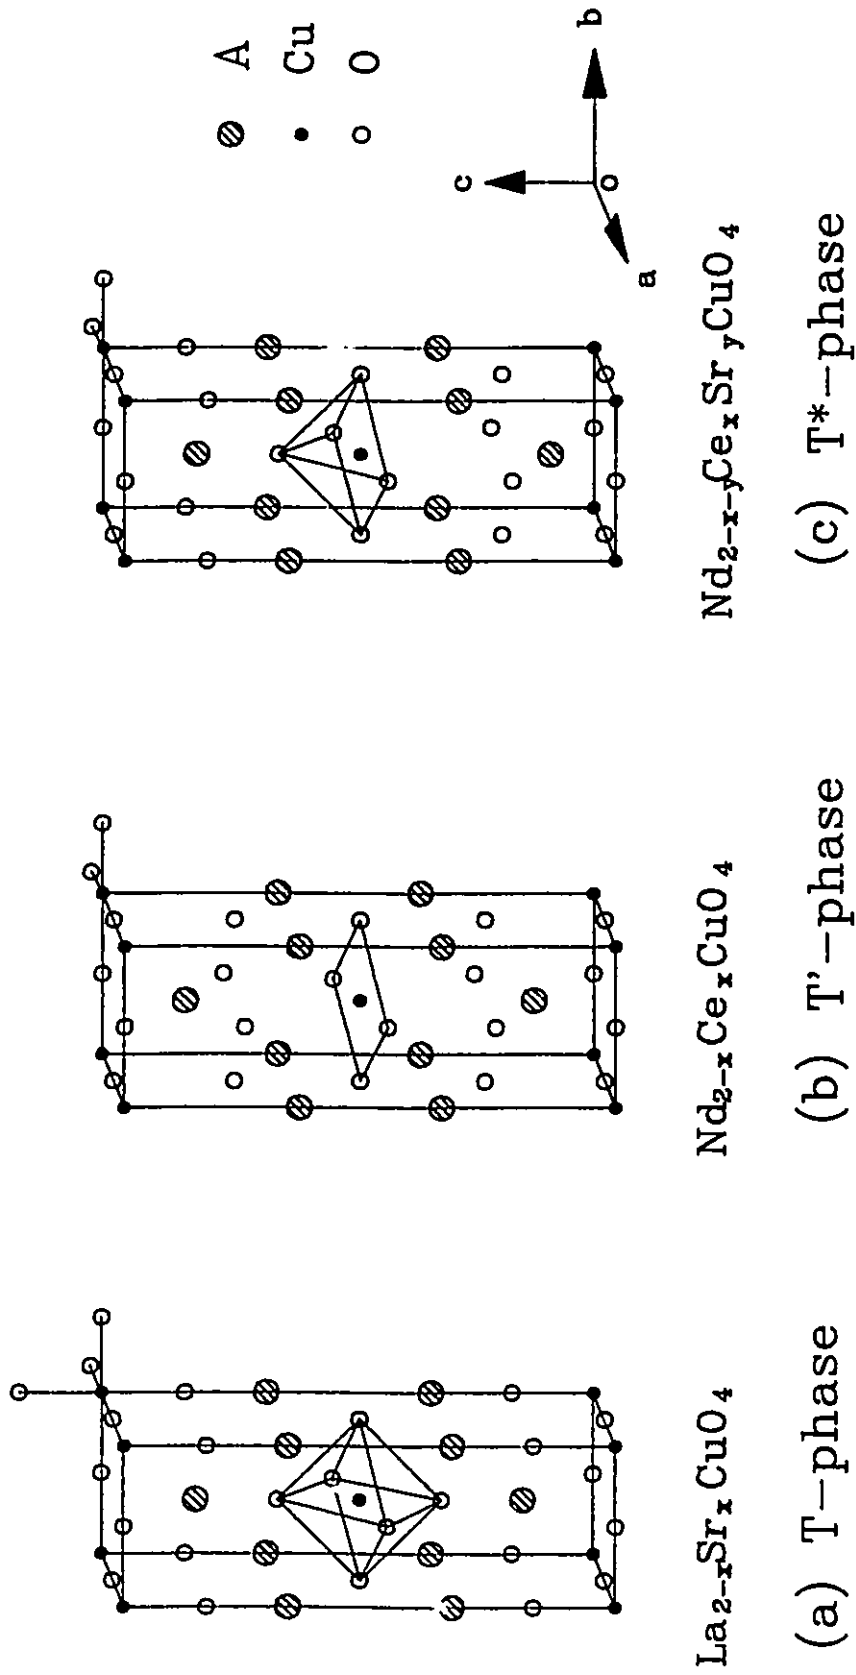 A
Cu
O
c
b
o
a
La₂₋ₓSrₓCuO₄
Nd₂₋ₓCeₓCuO₄
Nd₂₋ₓ₋yCeₓSryCuO₄
(a) T-phase
(b) T'-phase
(c) T*-phase